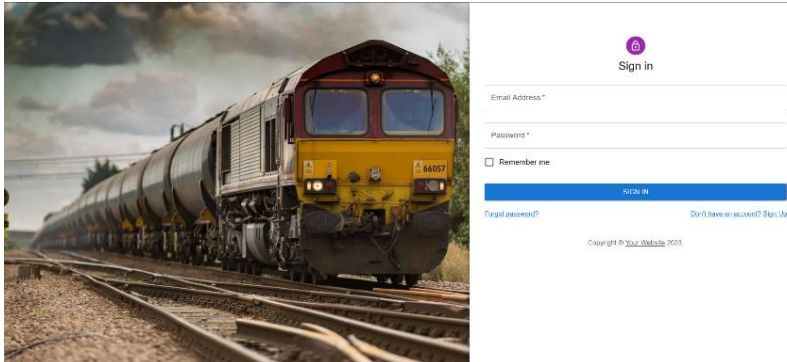 66057
Sign in
Email Address *
Password *
Remember me
SIGN IN
Forgot password?
Don't have an account? Sign Up
Copyright © Your Website 2023.